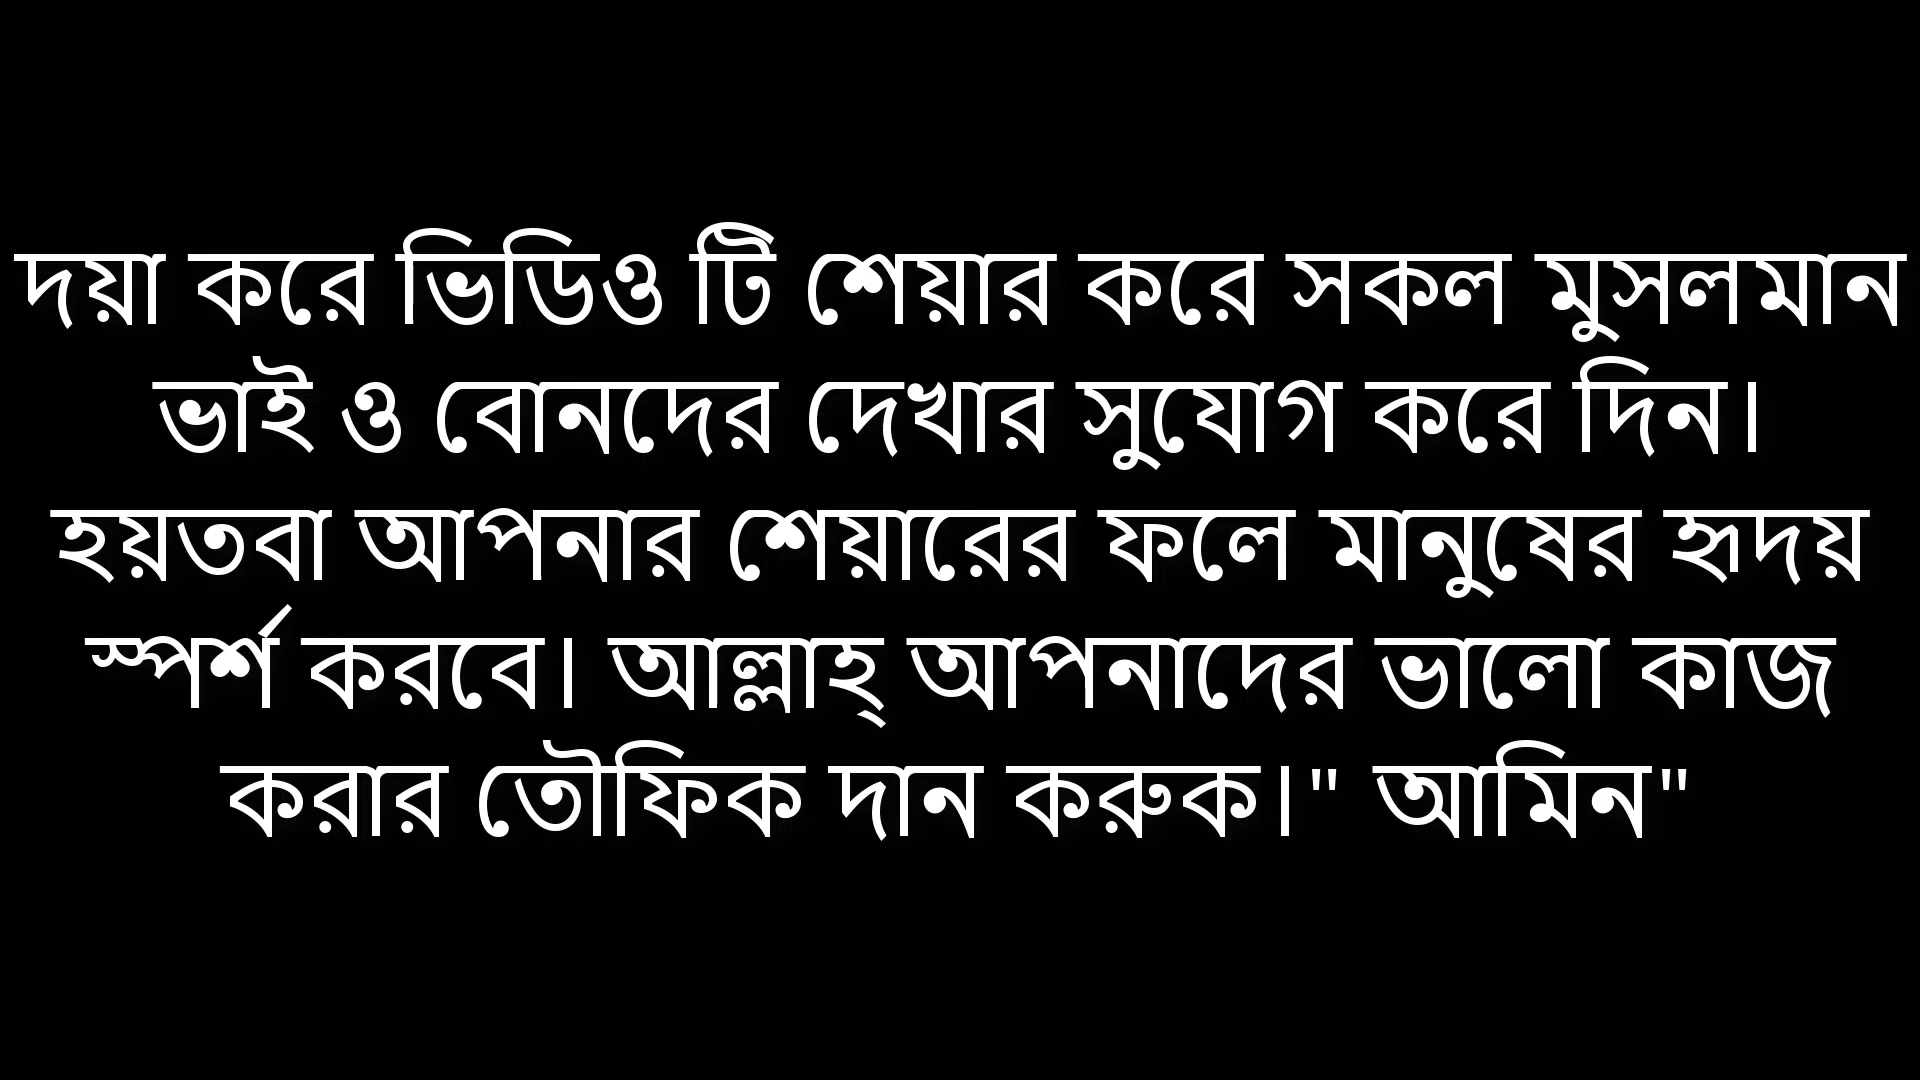 দয়া করে ভিডিও টি শেয়ার করে সকল মুসলমান
ভাই ও বোনদের দেখার সুযোগ করে দিন।
হয়তবা আপনার শেয়ারের ফলে মানুষের হৃদয়
স্পর্শ করবে। আল্লাহ্ আপনাদের ভালো কাজ
করার তৌফিক দান করুক।" আমিন"